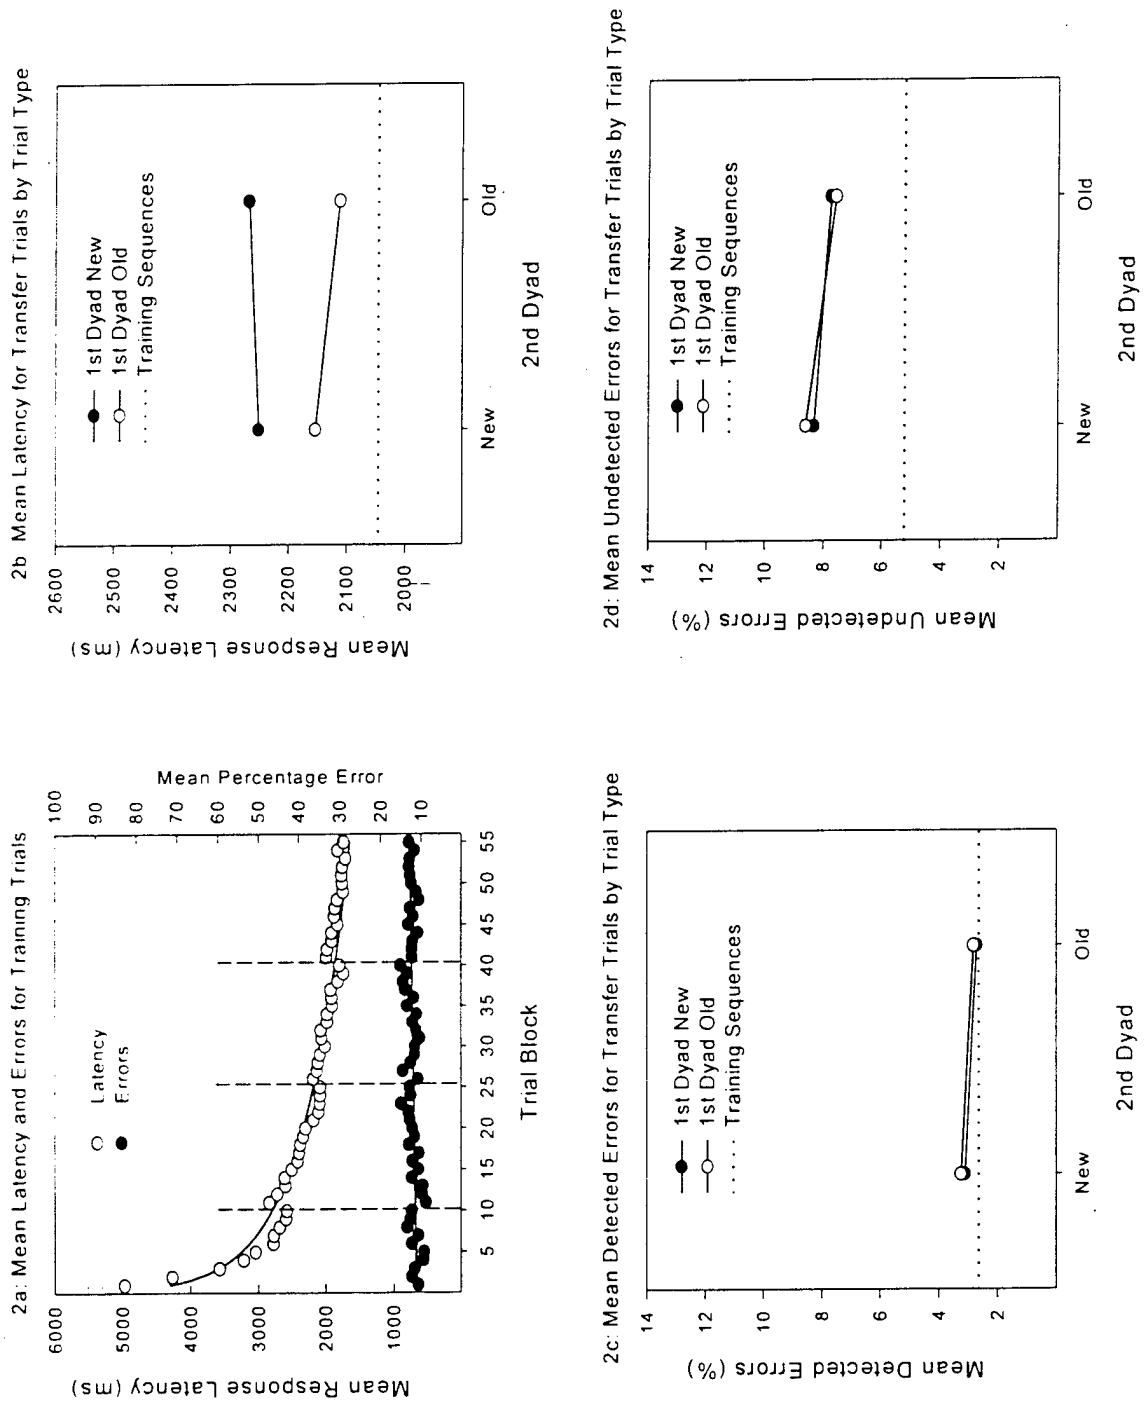 2a: Mean Latency and Errors for Training Trials
Mean Response Latency (ms)
6000
5000
4000
3000
2000
1000
Latency
Errors
Mean Percentage Error
100
90
80
70
60
50
40
30
20
10
5
10
15
20
25
30
35
40
45
50
55
Trial Block
2b Mean Latency for Transfer Trials by Trial Type
Mean Response Latency (ms)
2600
2500
2400
2300
2200
2100
2000
1st Dyad New
1st Dyad Old
Training Sequences
New
Old
2nd Dyad
2c: Mean Detected Errors for Transfer Trials by Trial Type
Mean Detected Errors (%)
14
12
10
8
6
4
2
1st Dyad New
1st Dyad Old
Training Sequences
New
Old
2nd Dyad
2d: Mean Undetected Errors for Transfer Trials by Trial Type
Mean Undetected Errors (%)
14
12
10
8
6
4
2
1st Dyad New
1st Dyad Old
Training Sequences
New
Old
2nd Dyad